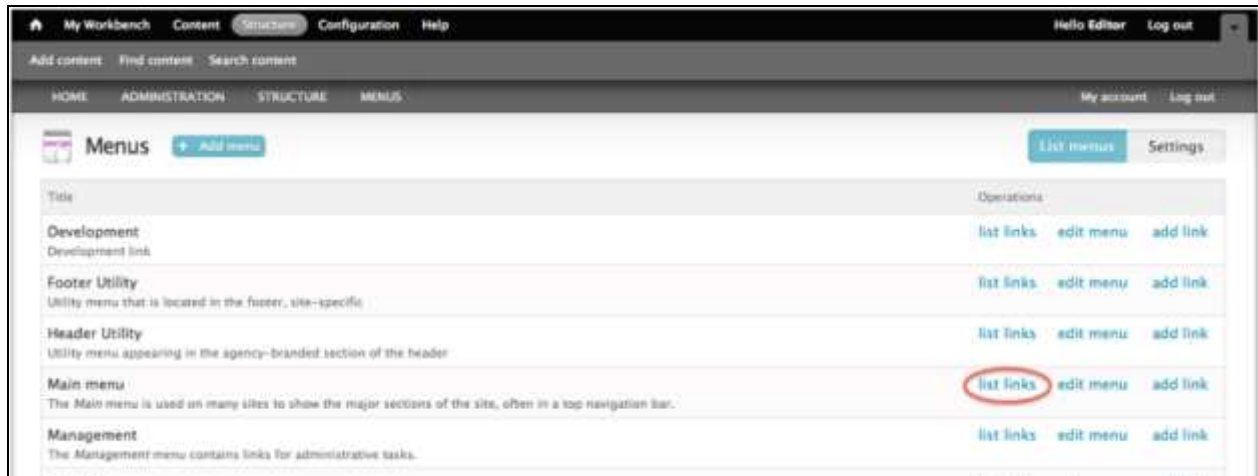 My Workbench Content Structure Configuration Help Hello Editor Log out
Add content Find content Search content
HOME ADMINISTRATION STRUCTURE MENUS My account Log out
Menus + Add menu List menus Settings
Title Operations
Development list links edit menu add link
Development link
Footer Utility list links edit menu add link
Utility menu that is located in the footer, site-specific
Header Utility list links edit menu add link
Utility menu appearing in the agency-branded section of the header
Main menu list links edit menu add link
The Main menu is used on many sites to show the major sections of the site, often in a top navigation bar.
Management list links edit menu add link
The Management menu contains links for administrative tasks.